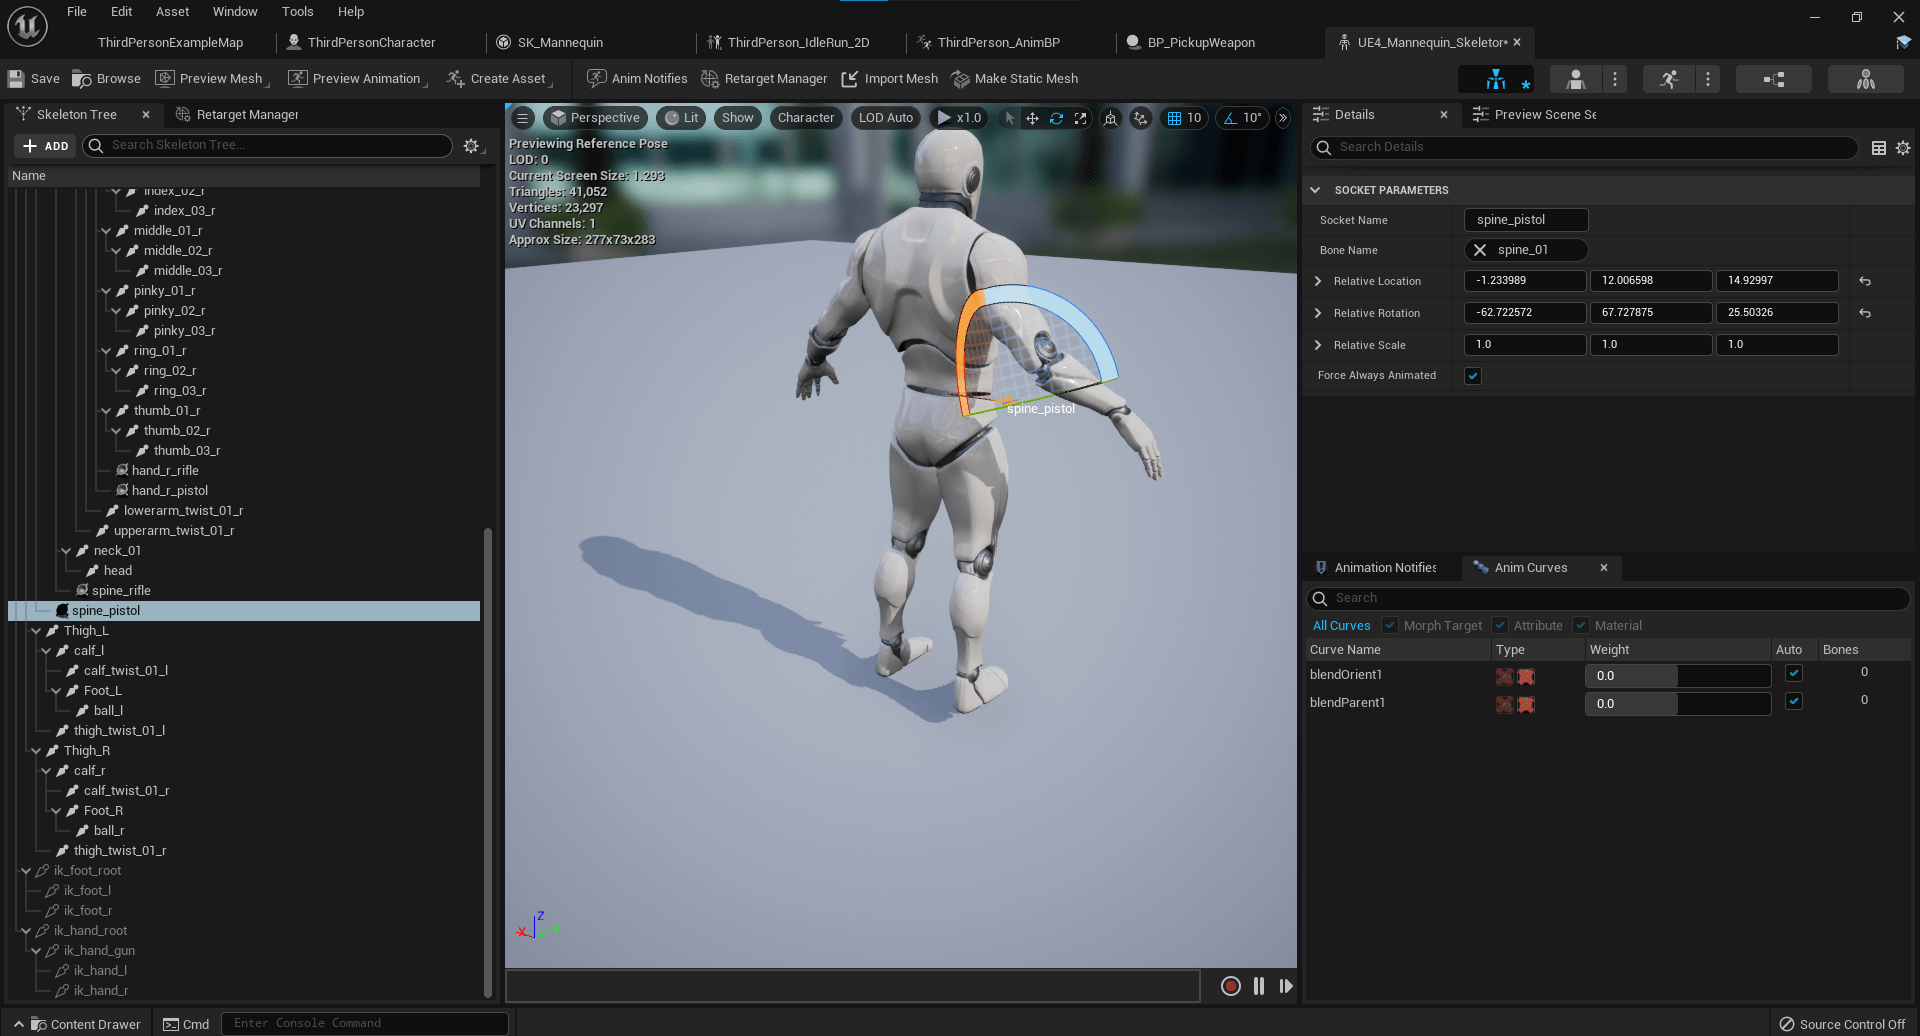 File Edit Asset Window Tools Help
ThirdPersonExampleMap ThirdPersonCharacter SK_Mannequin ThirdPerson_IdleRun_2D ThirdPerson_AnimBP BP_PickupWeapon UE4_Mannequin_Skeletor*
Save Browse Preview Mesh Preview Animation Create Asset Anim Notifies Retarget Manager Import Mesh Make Static Mesh
Skeleton Tree Retarget Manager
ADD Search Skeleton Tree...
Name
index_02_r
index_03_r
middle_01_r
middle_02_r
middle_03_r
pinky_01_r
pinky_02_r
pinky_03_r
ring_01_r
ring_02_r
ring_03_r
thumb_01_r
thumb_02_r
thumb_03_r
hand_r_rifle
hand_r_pistol
lowerarm_twist_01_r
upperarm_twist_01_r
neck_01
head
spine_rifle
spine_pistol
Thigh_L
calf_l
calf_twist_01_l
Foot_L
ball_l
thigh_twist_01_l
Thigh_R
calf_r
calf_twist_01_r
Foot_R
ball_r
thigh_twist_01_r
ik_foot_root
ik_foot_l
ik_foot_r
ik_hand_root
ik_hand_gun
ik_hand_l
ik_hand_r
Perspective Lit Show Character LOD Auto x1.0 10 10°
Previewing Reference Pose
LOD: 0
Current Screen Size: 1.293
Triangles: 41,052
Vertices: 23,297
UV Channels: 1
Approx Size: 277x73x283
spine_pistol
Z
X
Y
Details Preview Scene Se
Search Details
SOCKET PARAMETERS
Socket Name spine_pistol
Bone Name spine_01
Relative Location -1.233989 12.006598 14.92997
Relative Rotation -62.722572 67.727875 25.50326
Relative Scale 1.0 1.0 1.0
Force Always Animated
Animation Notifies Anim Curves
Search
All Curves Morph Target Attribute Material
Curve Name Type Weight Auto Bones
blendOrient1 0.0 0
blendParent1 0.0 0
Content Drawer Cmd Enter Console Command Source Control Off